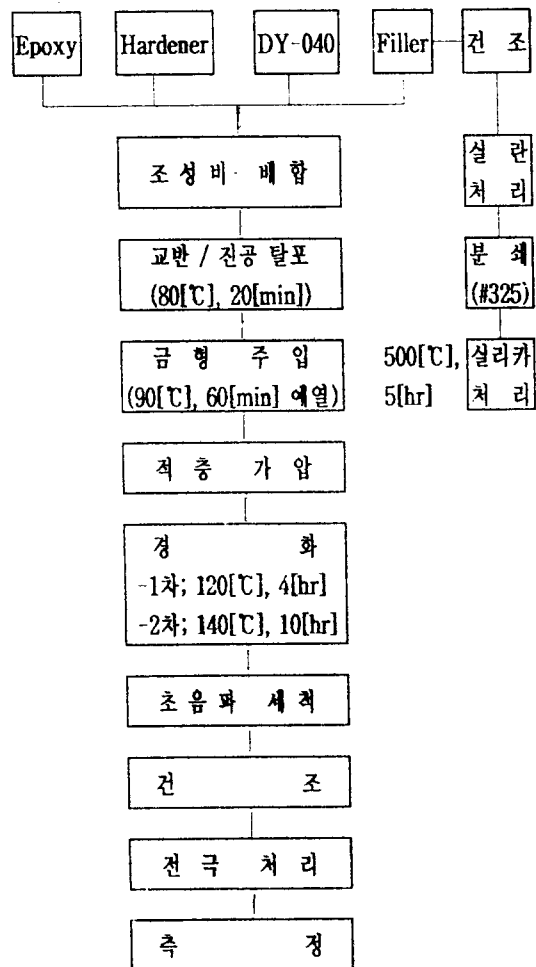 Epoxy Hardener DY-040 Filler 건 조
조 성 비 배 합
실 란
처 리
교반 / 진공 탈포
(80[℃], 20[min])
분 쇄
(#325)
금 형 주 입
(90[℃], 60[min] 예열)
500[℃],
5[hr]
실리카
처 리
적 층 가 압
경 화
-1차; 120[℃], 4[hr]
-2차; 140[℃], 10[hr]
초 음 파 세 척
건 조
전 극 처 리
측 정